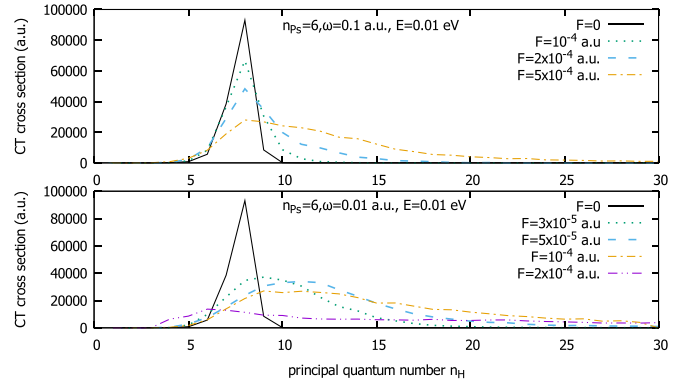 n_Ps=6,ω=0.1 a.u., E=0.01 eV
F=0
F=10^-4 a.u
F=2x10^-4 a.u.
F=5x10^-4 a.u.
CT cross section (a.u.)
100000
80000
60000
40000
20000
0
0 5 10 15 20 25 30
n_Ps=6,ω=0.01 a.u., E=0.01 eV
F=0
F=3x10^-5 a.u
F=5x10^-5 a.u.
F=10^-4 a.u.
F=2x10^-4 a.u.
CT cross section (a.u.)
100000
80000
60000
40000
20000
0
0 5 10 15 20 25 30
principal quantum number n_H